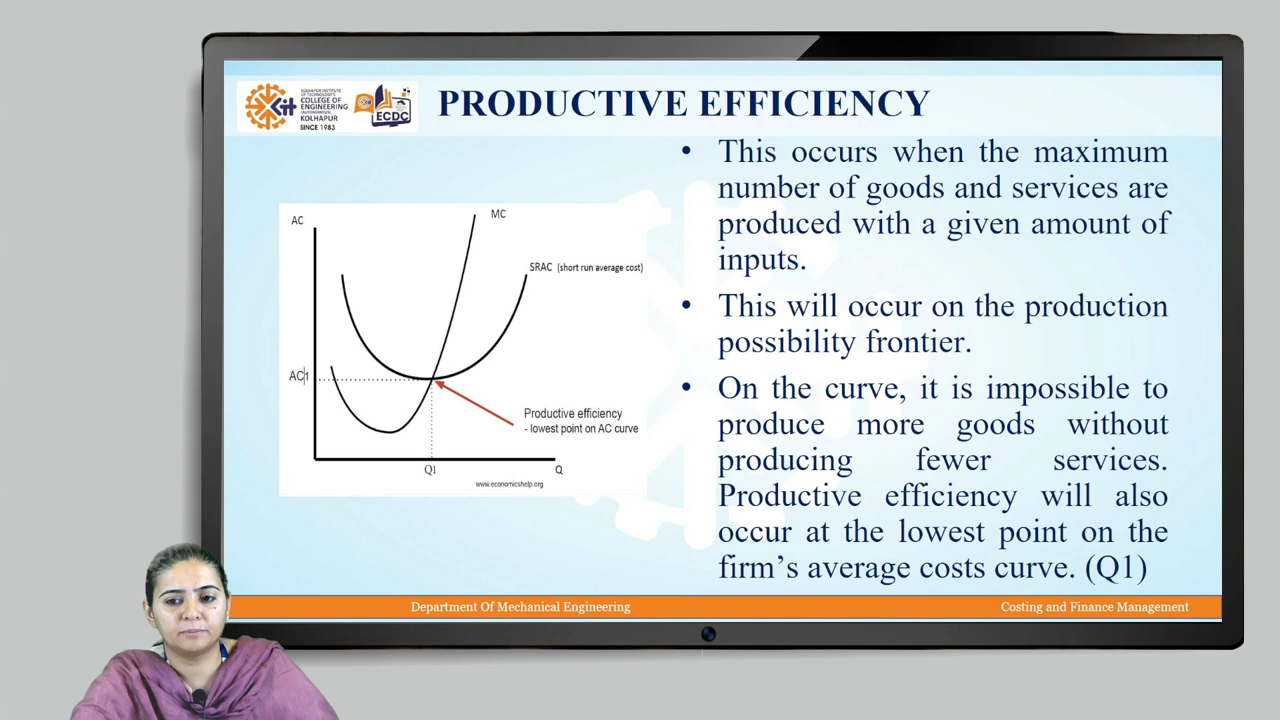 KOLHAPUR INSTITUTE
OF TECHNOLOGY'S
COLLEGE OF
ENGINEERING
(AUTONOMOUS)
KOLHAPUR
SINCE 1983
ECDC
PRODUCTIVE EFFICIENCY
AC
MC
SRAC (short run average cost)
AC1
Productive efficiency
- lowest point on AC curve
Q1
Q
www.economicshelp.org
• This occurs when the maximum
number of goods and services are
produced with a given amount of
inputs.
• This will occur on the production
possibility frontier.
• On the curve, it is impossible to
produce more goods without
producing fewer services.
Productive efficiency will also
occur at the lowest point on the
firm's average costs curve. (Q1)
Department Of Mechanical Engineering
Costing and Finance Management